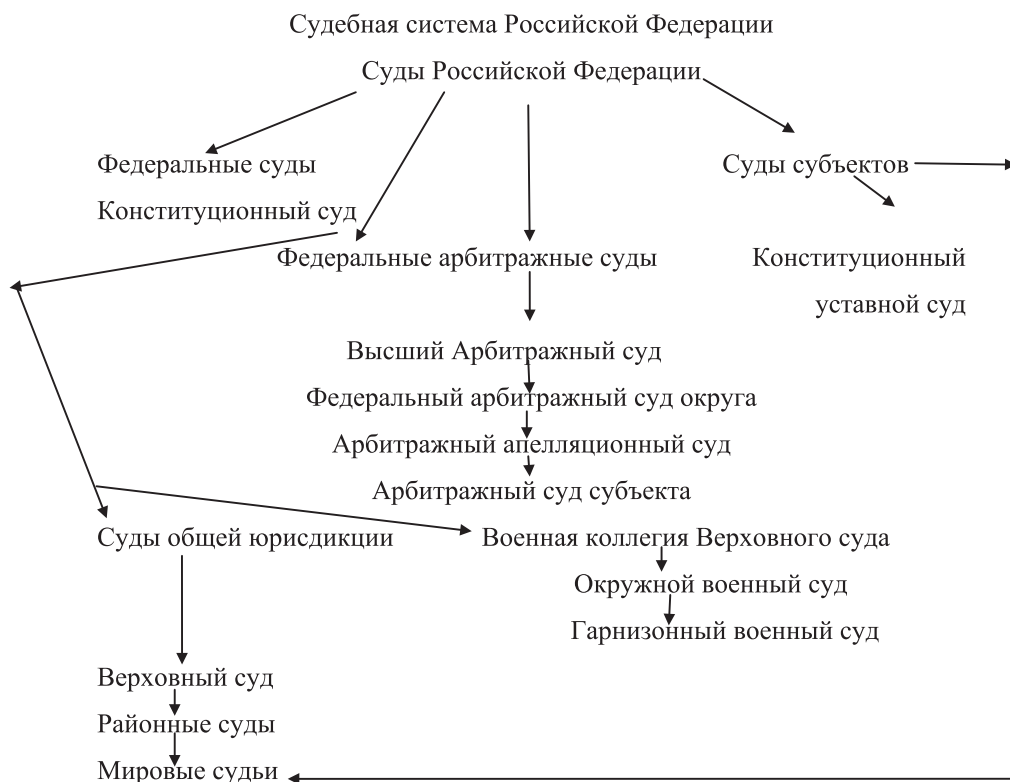 Судебная система Российской Федерации
Суды Российской Федерации
Федеральные суды
Суды субъектов
Конституционный суд
Федеральные арбитражные суды
Конституционный
уставной суд
Высший Арбитражный суд
Федеральный арбитражный суд округа
Арбитражный апелляционный суд
Арбитражный суд субъекта
Суды общей юрисдикции
Военная коллегия Верховного суда
Окружной военный суд
Гарнизонный военный суд
Верховный суд
Районные суды
Мировые судьи